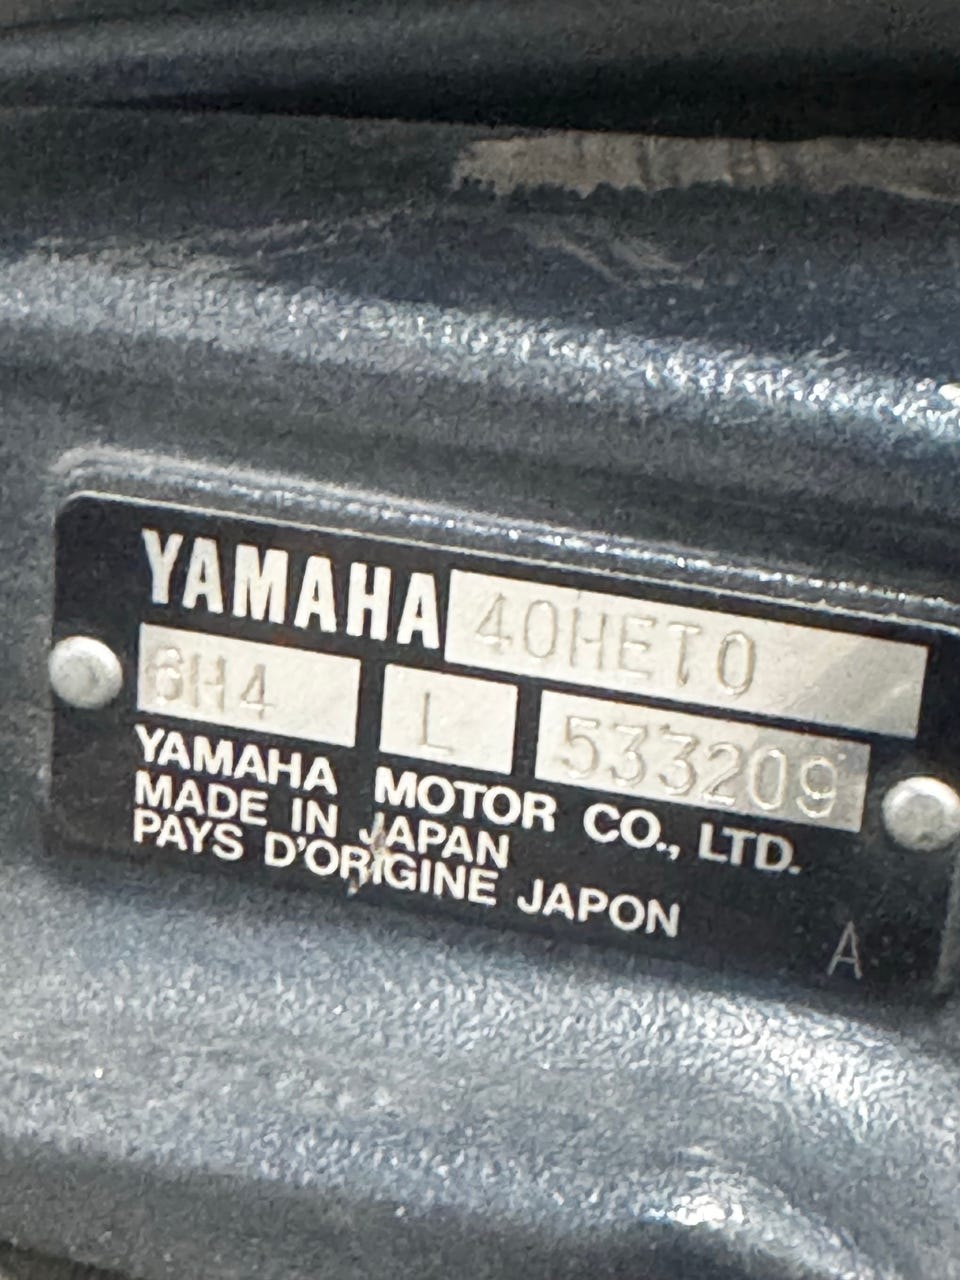 YAMAHA 40HETO
6H4 L 533209
YAMAHA MOTOR CO., LTD.
MADE IN JAPAN
PAYS D'ORIGINE JAPON
A